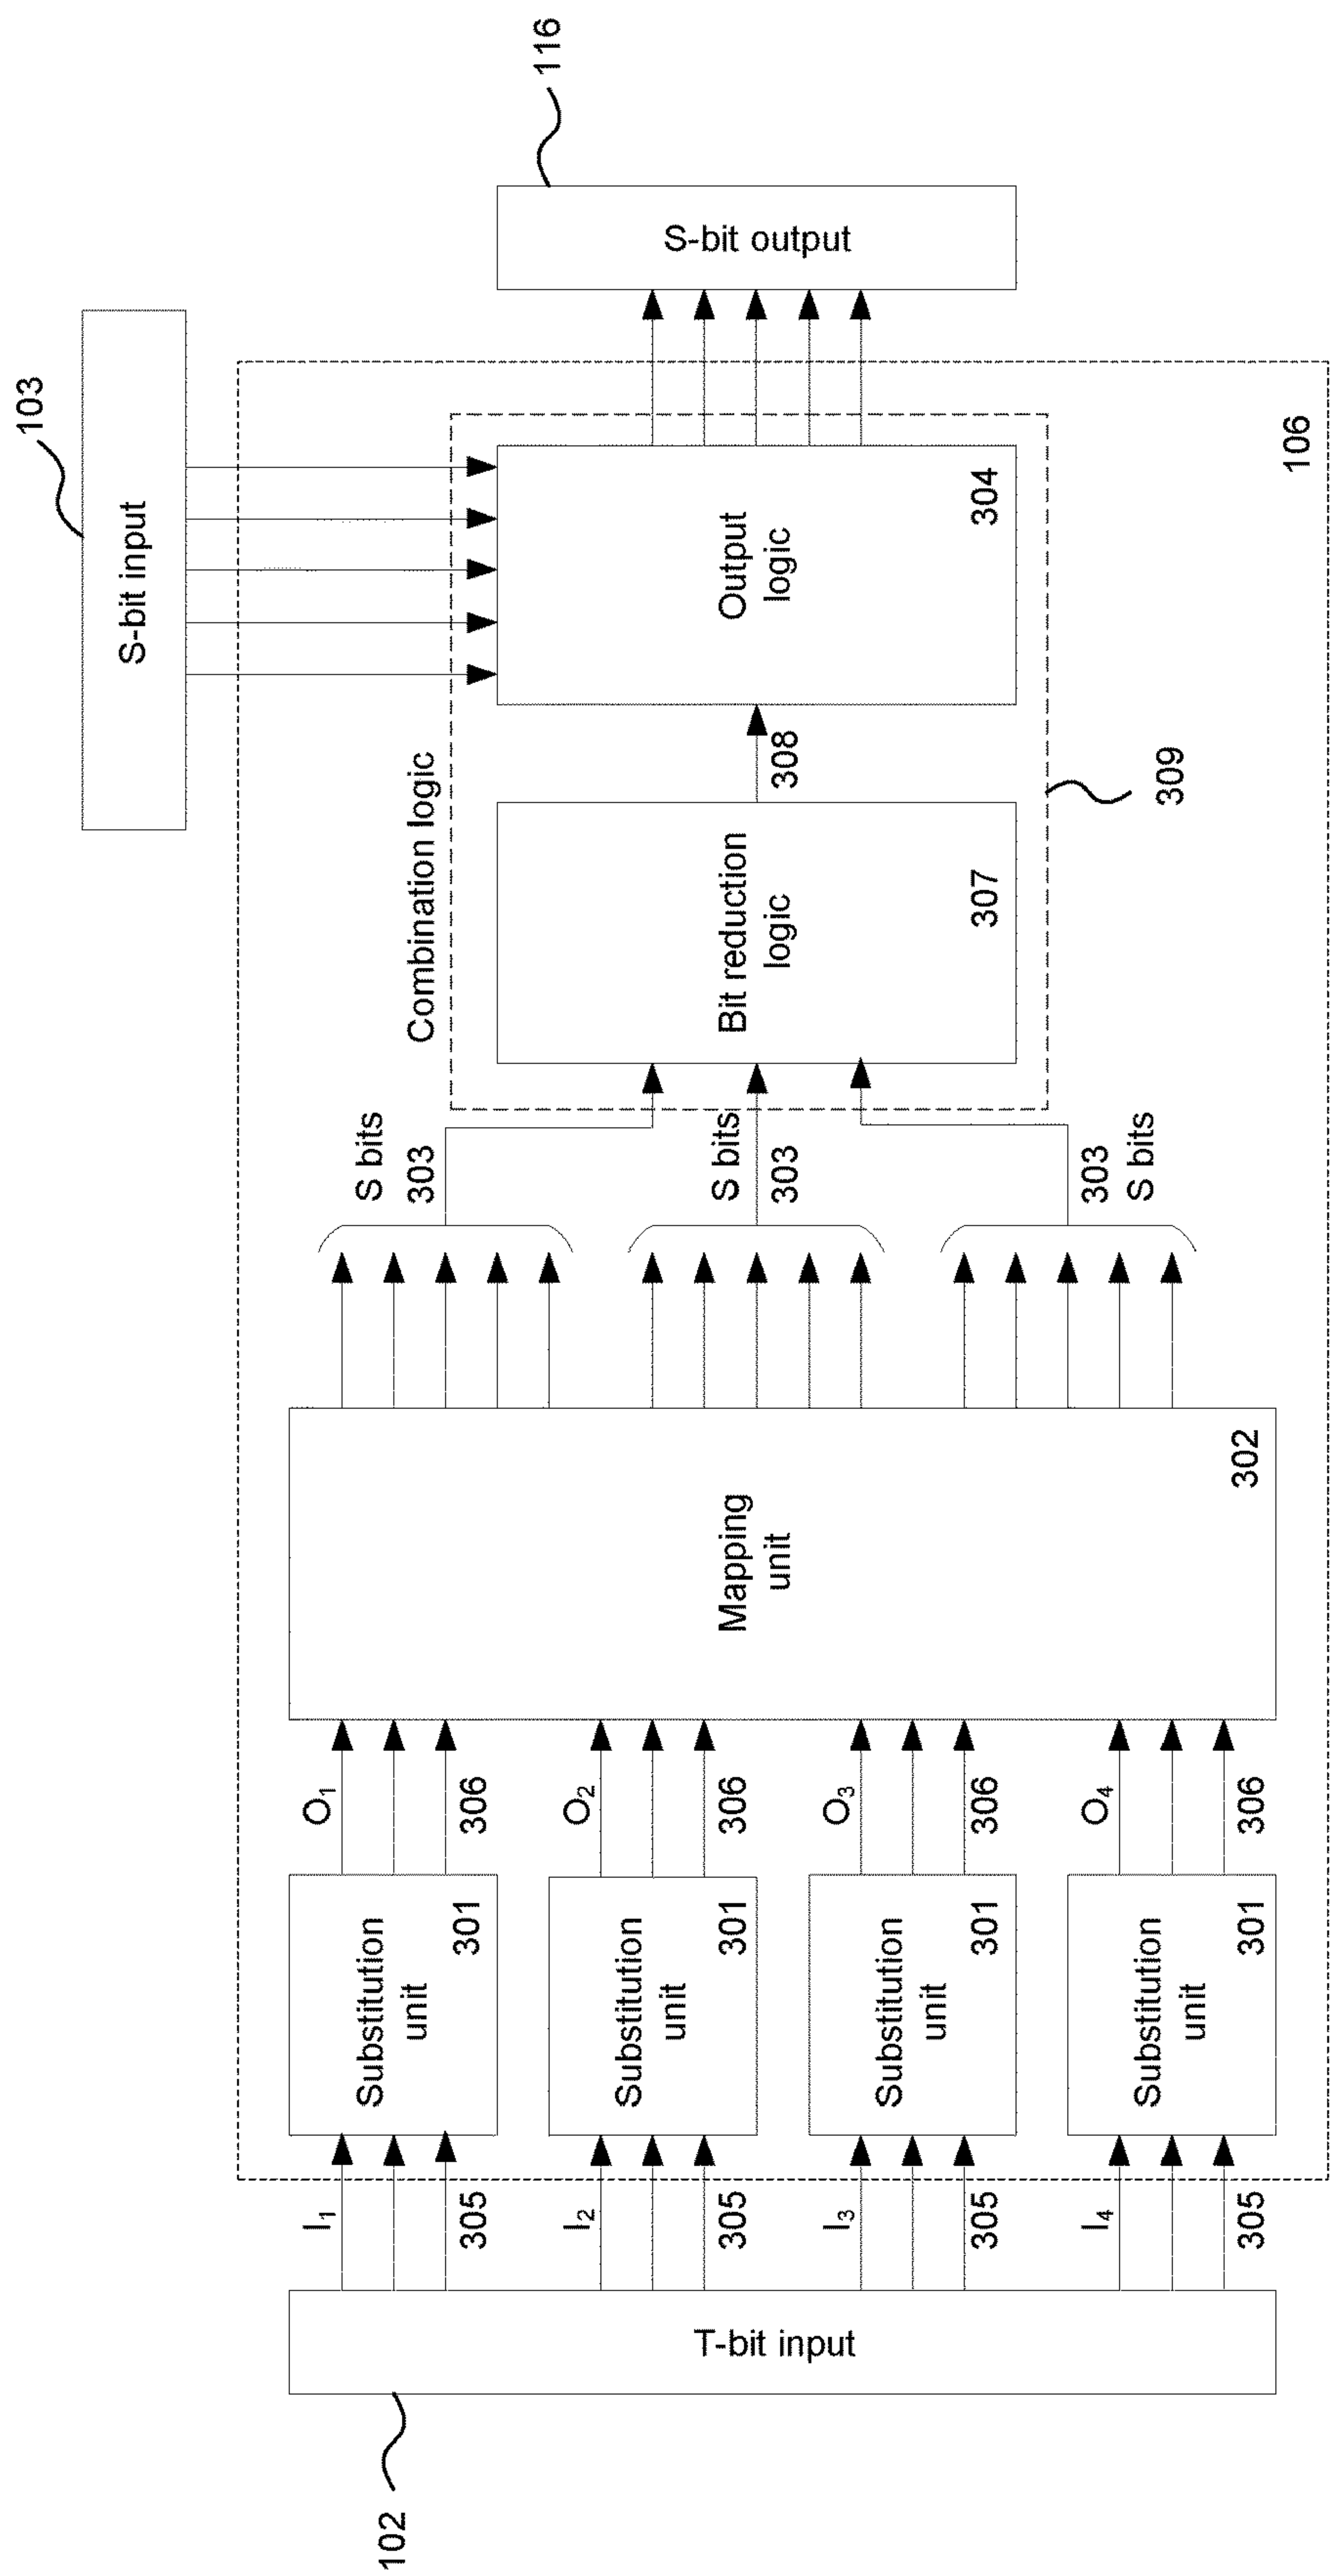 103
S-bit input
116
S-bit output
106
Combination logic
Output
logic
304
308
309
Bit reduction
logic
307
S bits
303
S bits
303
303
S bits
Mapping
unit
302
O1
306
O2
306
O3
306
O4
306
Substitution
unit
301
Substitution
unit
301
Substitution
unit
301
Substitution
unit
301
I1
305
I2
305
I3
305
I4
305
T-bit input
102